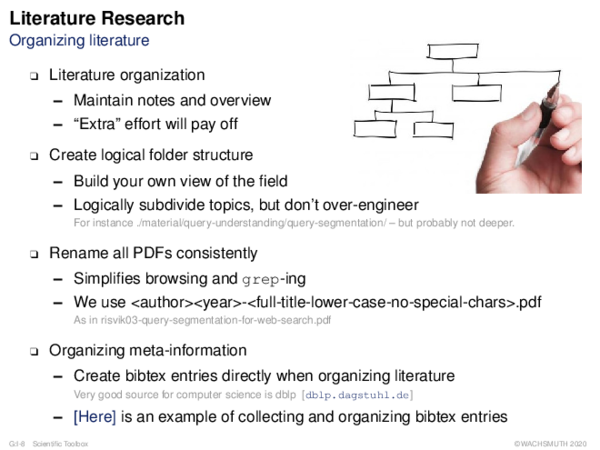 Literature Research
Organizing literature
❑ Literature organization
– Maintain notes and overview
– “Extra” effort will pay off
❑ Create logical folder structure
– Build your own view of the field
– Logically subdivide topics, but don’t over-engineer
For instance ./material/query-understanding/query-segmentation/ – but probably not deeper.
❑ Rename all PDFs consistently
– Simplifies browsing and grep-ing
– We use <author><year>-<full-title-lower-case-no-special-chars>.pdf
As in risvik03-query-segmentation-for-web-search.pdf
❑ Organizing meta-information
– Create bibtex entries directly when organizing literature
Very good source for computer science is dblp [dblp.dagstuhl.de]
– [Here] is an example of collecting and organizing bibtex entries
G:I-6 Scientific Toolbox
©WACHSMUTH 2020